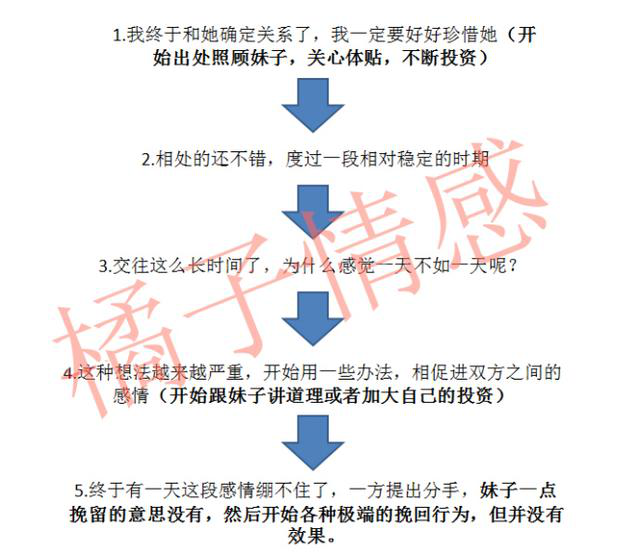 1.我终于和她确定关系了，我一定要好好珍惜她（开
始出处照顾妹子，关心体贴，不断投资）
2.相处的还不错，度过一段相对稳定的时期
3.交往这么长时间了，为什么感觉一天不如一天呢？
4.这种想法越来越严重，开始用一些办法，相促进双方之间的
感情（开始跟妹子讲道理或者加大自己的投资）
5.终于有一天这段感情绷不住了，一方提出分手，妹子一点
挽留的意思没有，然后开始各种极端的挽回行为，但并没有
效果。
橘子情感